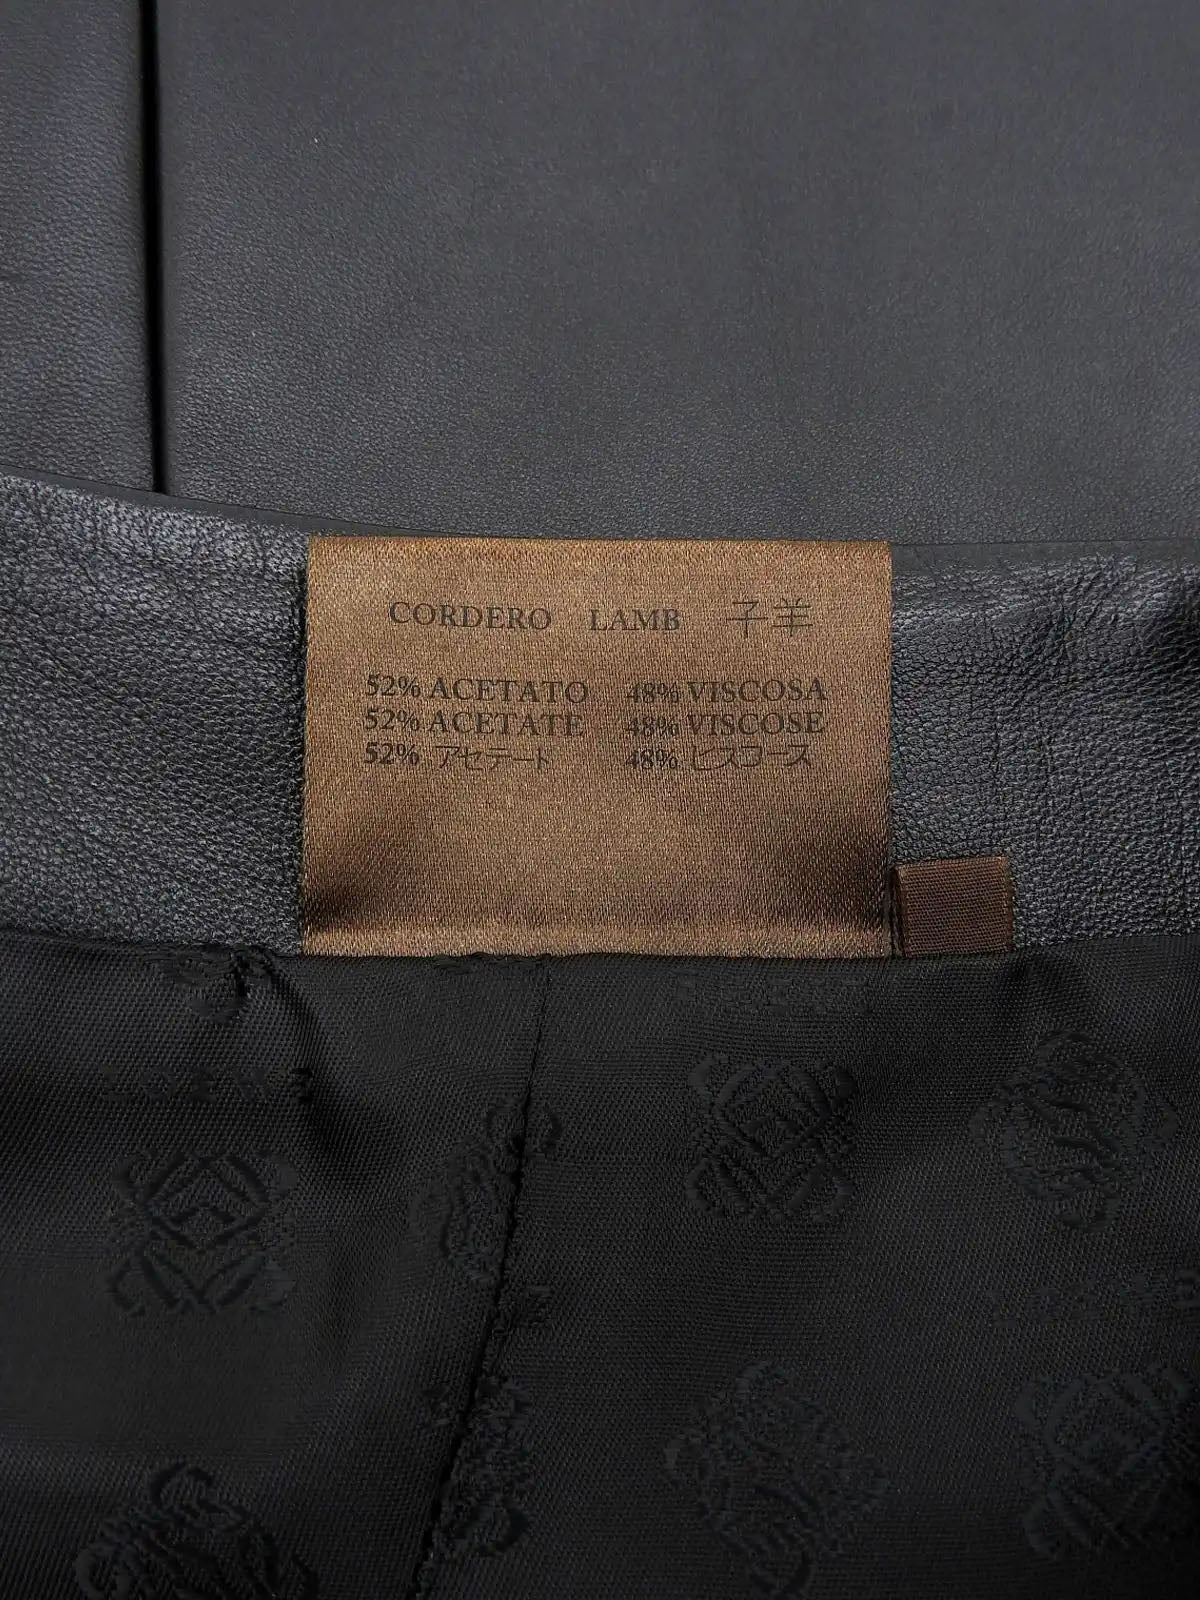 CORDERO LAMB 子羊
52% ACETATO 48% VISCOSA
52% ACETATE 48% VISCOSE
52% アセテート 48% ビスコース
LOEWE